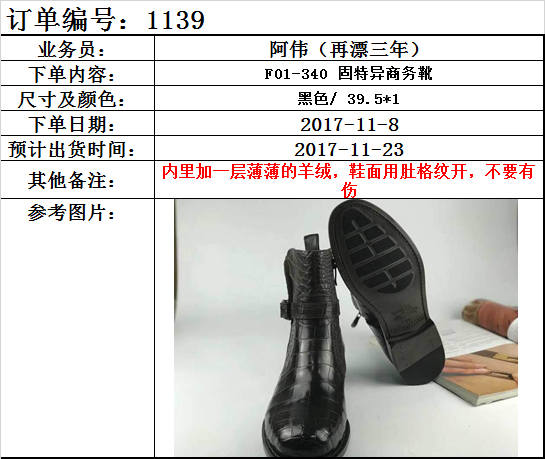 订单编号：1139
业务员： 阿伟（再漂三年）
下单内容： F01-340 固特异商务靴
尺寸及颜色： 黑色/ 39.5*1
下单日期： 2017-11-8
预计出货时间： 2017-11-23
其他备注： 内里加一层薄薄的羊绒，鞋面用肚格纹开，不要有
伤
参考图片：